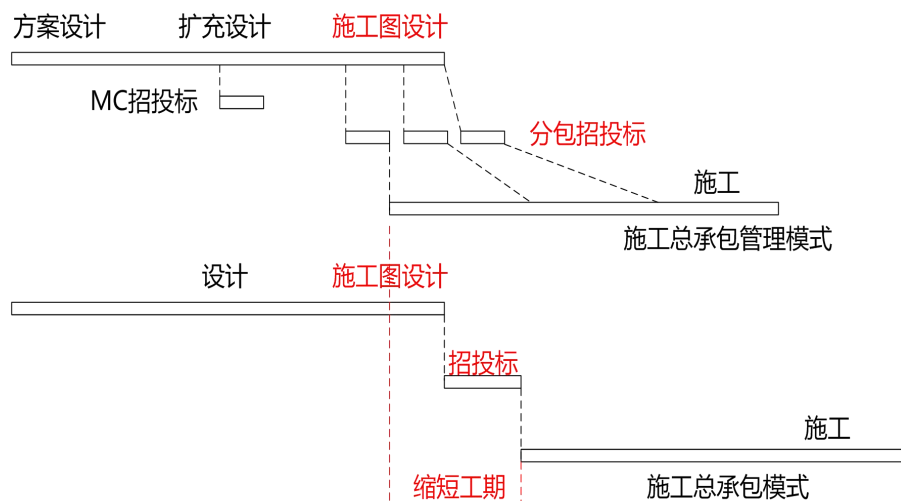 方案设计 扩充设计 施工图设计
MC招投标
分包招投标
施工
施工总承包管理模式
设计 施工图设计
招投标
施工
缩短工期 施工总承包模式